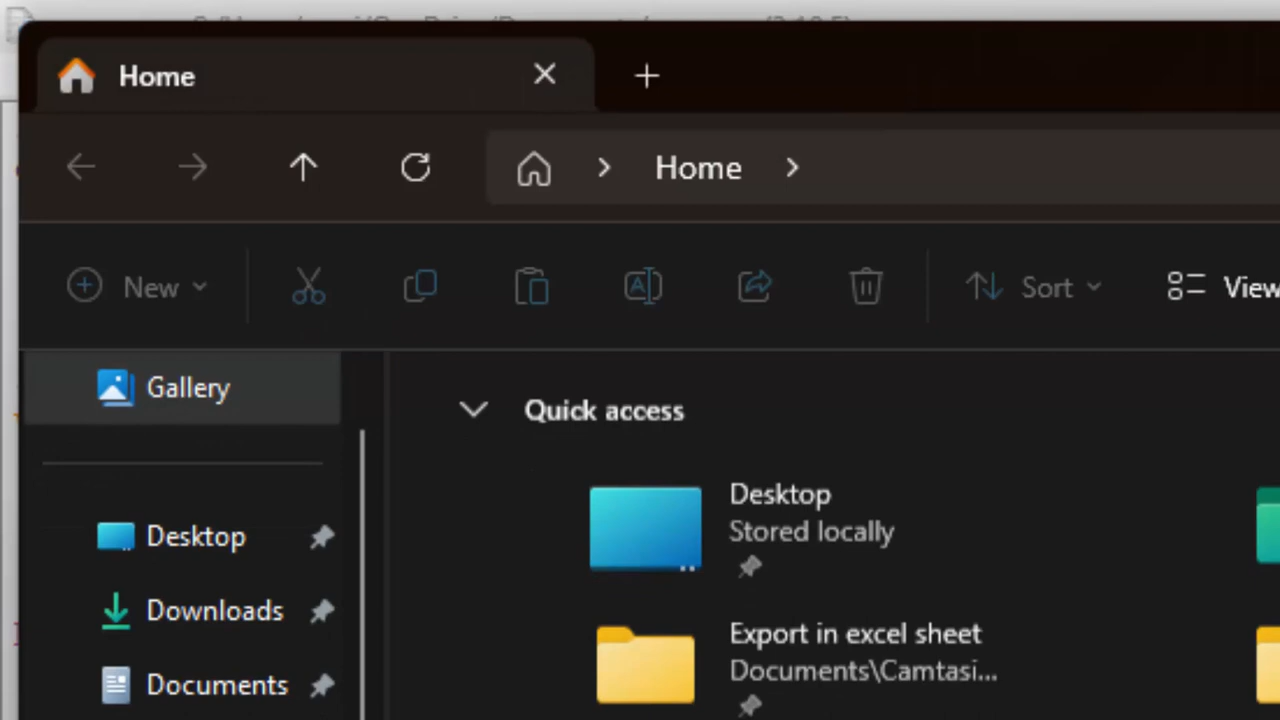 Home
Home
New
Sort
View
Gallery
Quick access
Desktop
Stored locally
Desktop
Downloads
Export in excel sheet
Documents\Camtasi...
Documents